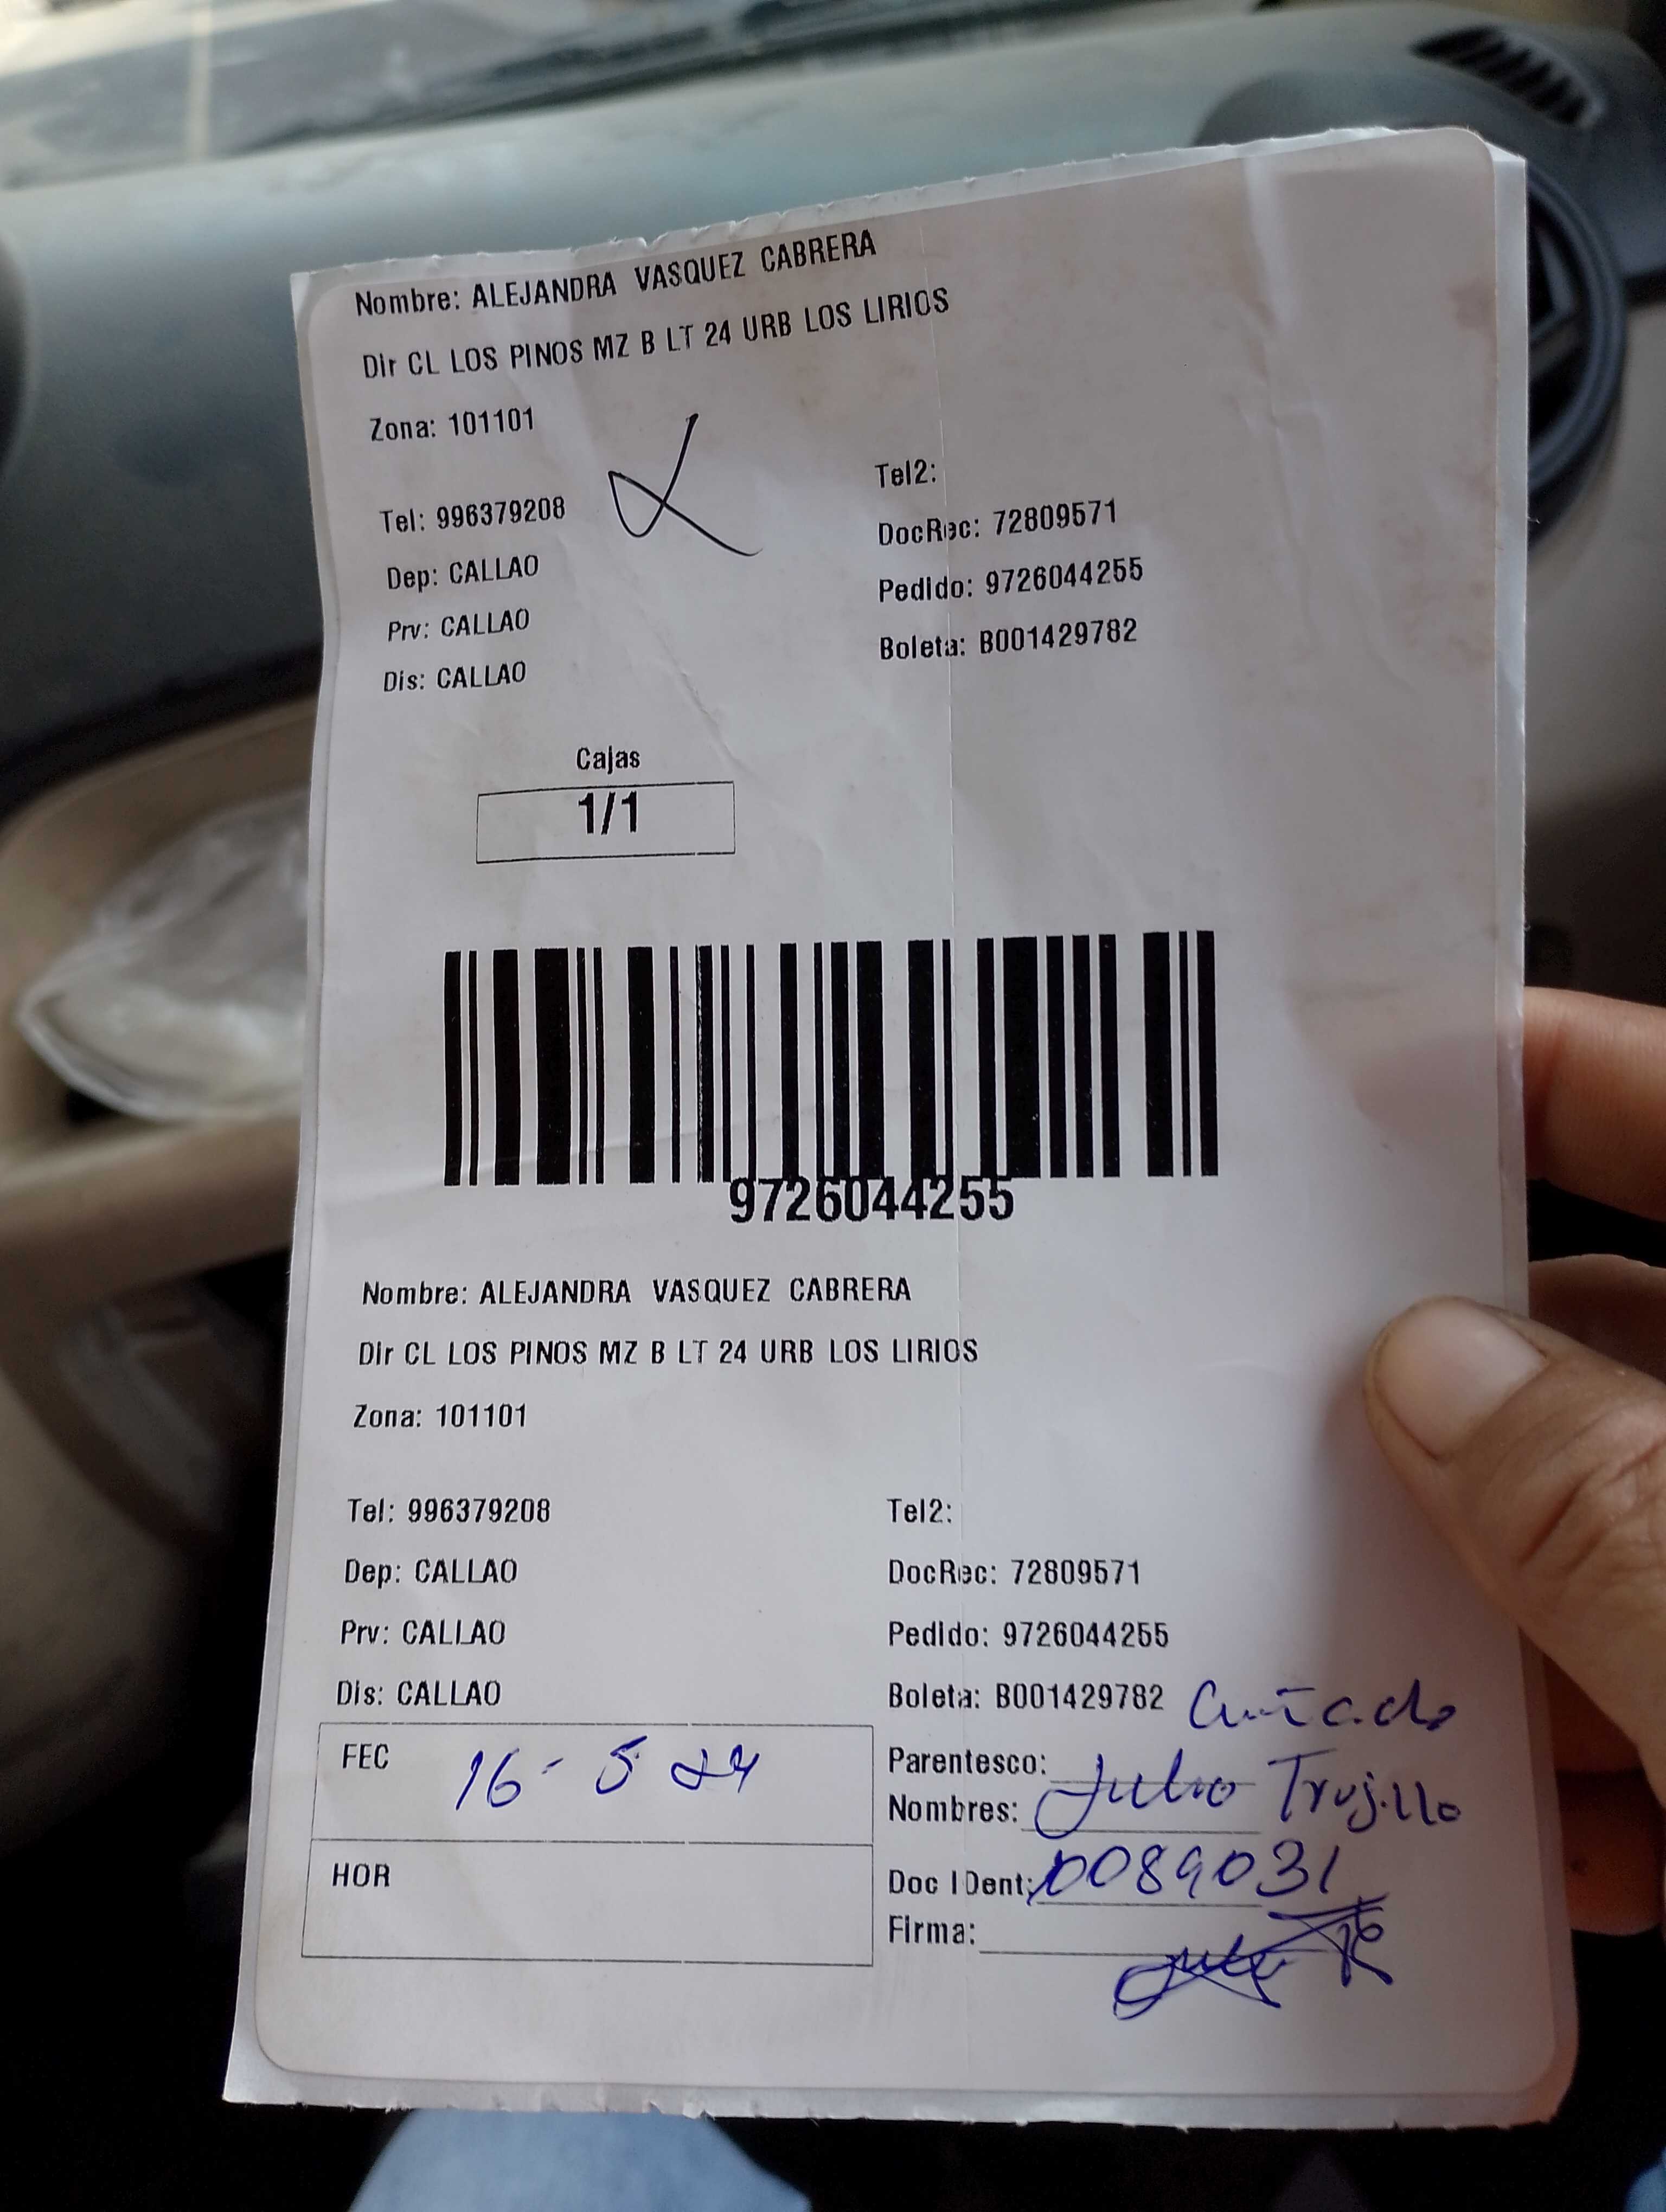 Nombre: ALEJANDRA VASQUEZ CABRERA
Dir CL LOS PINOS MZ B LT 24 URB LOS LIRIOS
Zona: 101101
Tel: 996379208
Tel2:
DocRec: 72809571
Dep: CALLAO
Pedido: 9726044255
Prv: CALLAO
Boleta: B001429782
Dis: CALLAO
Cajas
1/1
9726044255
Nombre: ALEJANDRA VASQUEZ CABRERA
Dir CL LOS PINOS MZ B LT 24 URB LOS LIRIOS
Zona: 101101
Tel: 996379208
Tel2:
Dep: CALLAO
DocRec: 72809571
Prv: CALLAO
Pedido: 9726044255
Dis: CALLAO
Boleta: B001429782
Cuñado
FEC 16-5 24
Parentesco:
Nombres: Julio Trujillo
HOR
Doc IDent: 10089031
Firma: